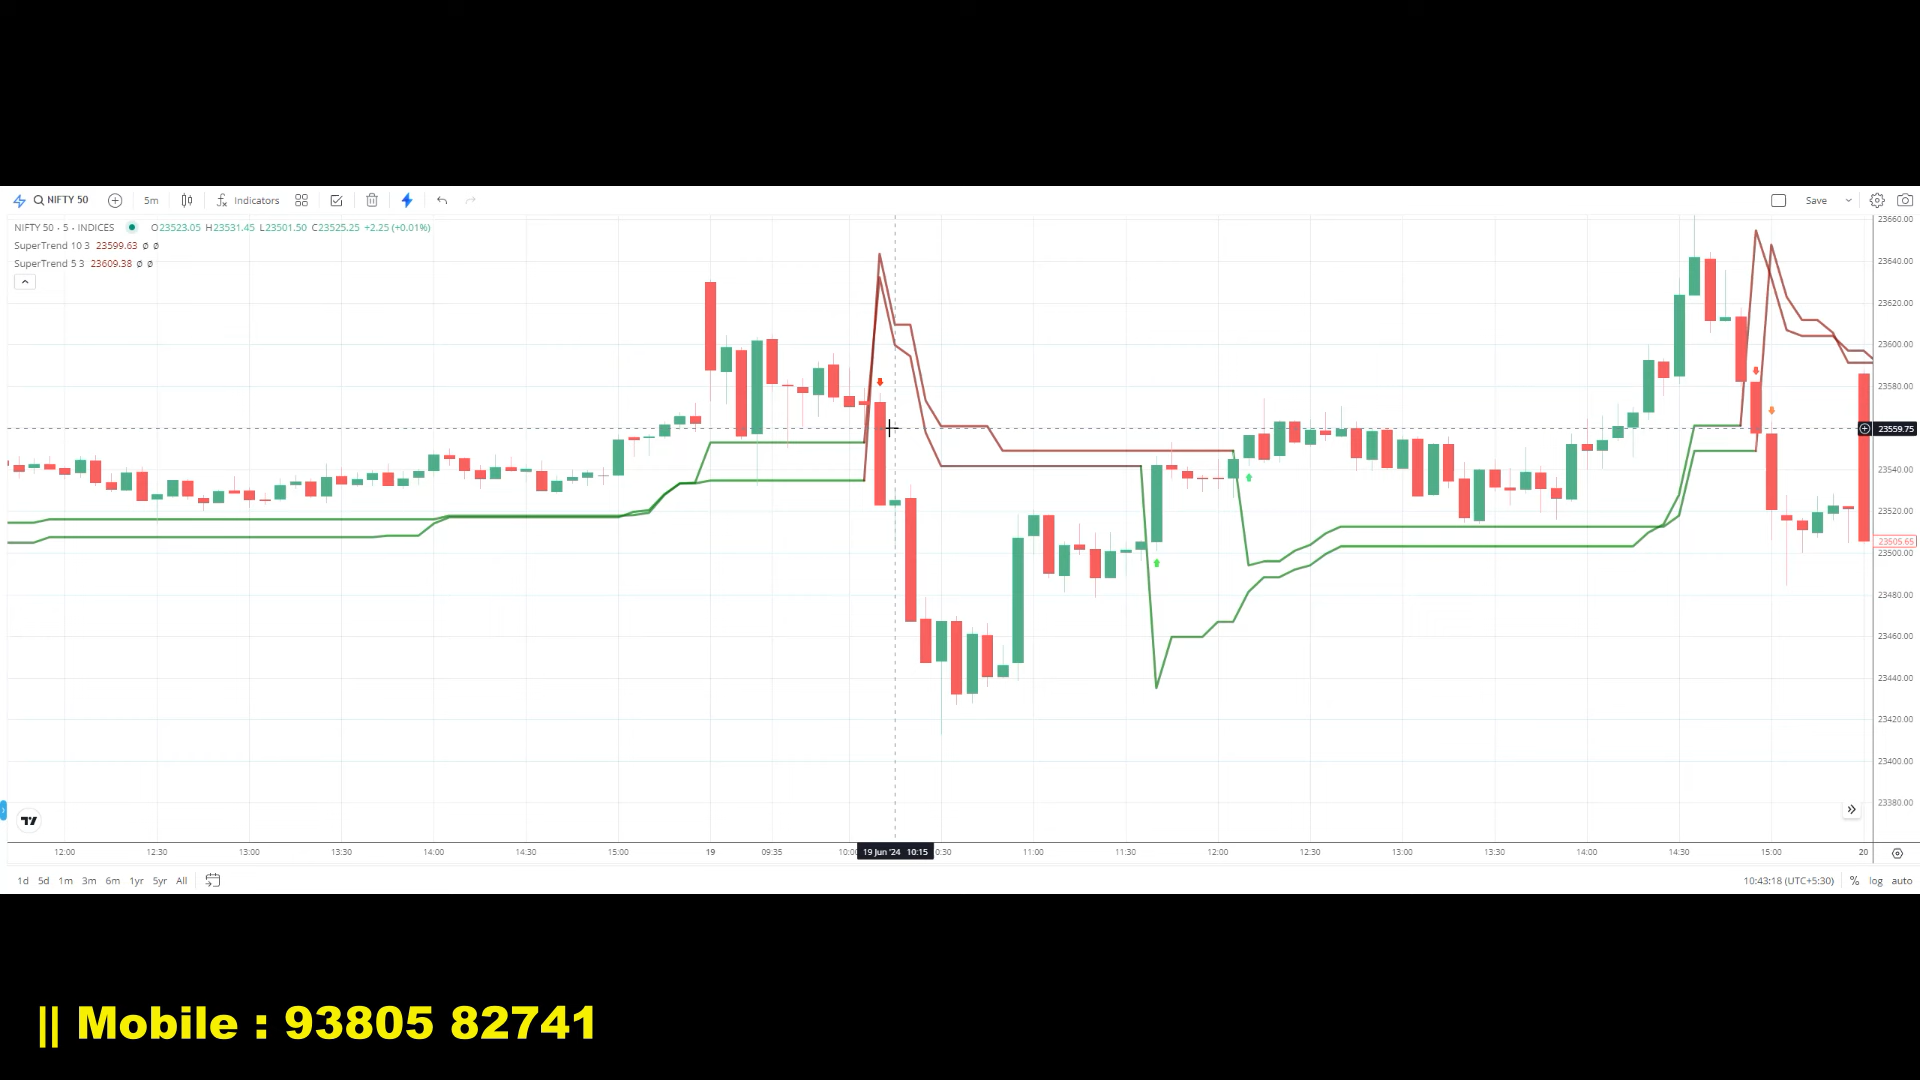 NIFTY 50 5m Indicators Save
NIFTY 50 · 5 · INDICES O23523.05 H23531.45 L23501.50 C23525.25 +2.25 (+0.01%)
SuperTrend 10 3 23599.63 Ø Ø
SuperTrend 5 3 23609.38 Ø Ø
23660.00
23640.00
23620.00
23600.00
23580.00
23559.75
23540.00
23520.00
23505.65
23500.00
23480.00
23460.00
23440.00
23420.00
23400.00
23380.00
12:00 12:30 13:00 13:30 14:00 14:30 15:00 19 09:35 10:00 19 Jun '24 10:15 0:30 11:00 11:30 12:00 12:30 13:00 13:30 14:00 14:30 15:00 20
1d 5d 1m 3m 6m 1yr 5yr All 10:43:18 (UTC+5:30) % log auto
|| Mobile : 93805 82741